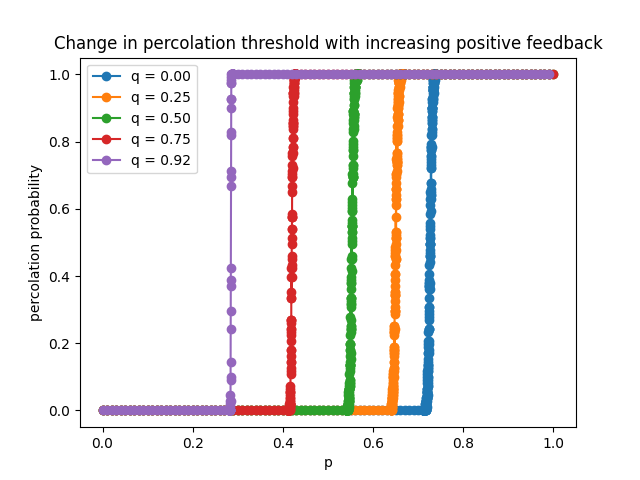 Change in percolation threshold with increasing positive feedback
q = 0.00
q = 0.25
q = 0.50
q = 0.75
q = 0.92
percolation probability
1.0
0.8
0.6
0.4
0.2
0.0
0.0 0.2 0.4 0.6 0.8 1.0
p